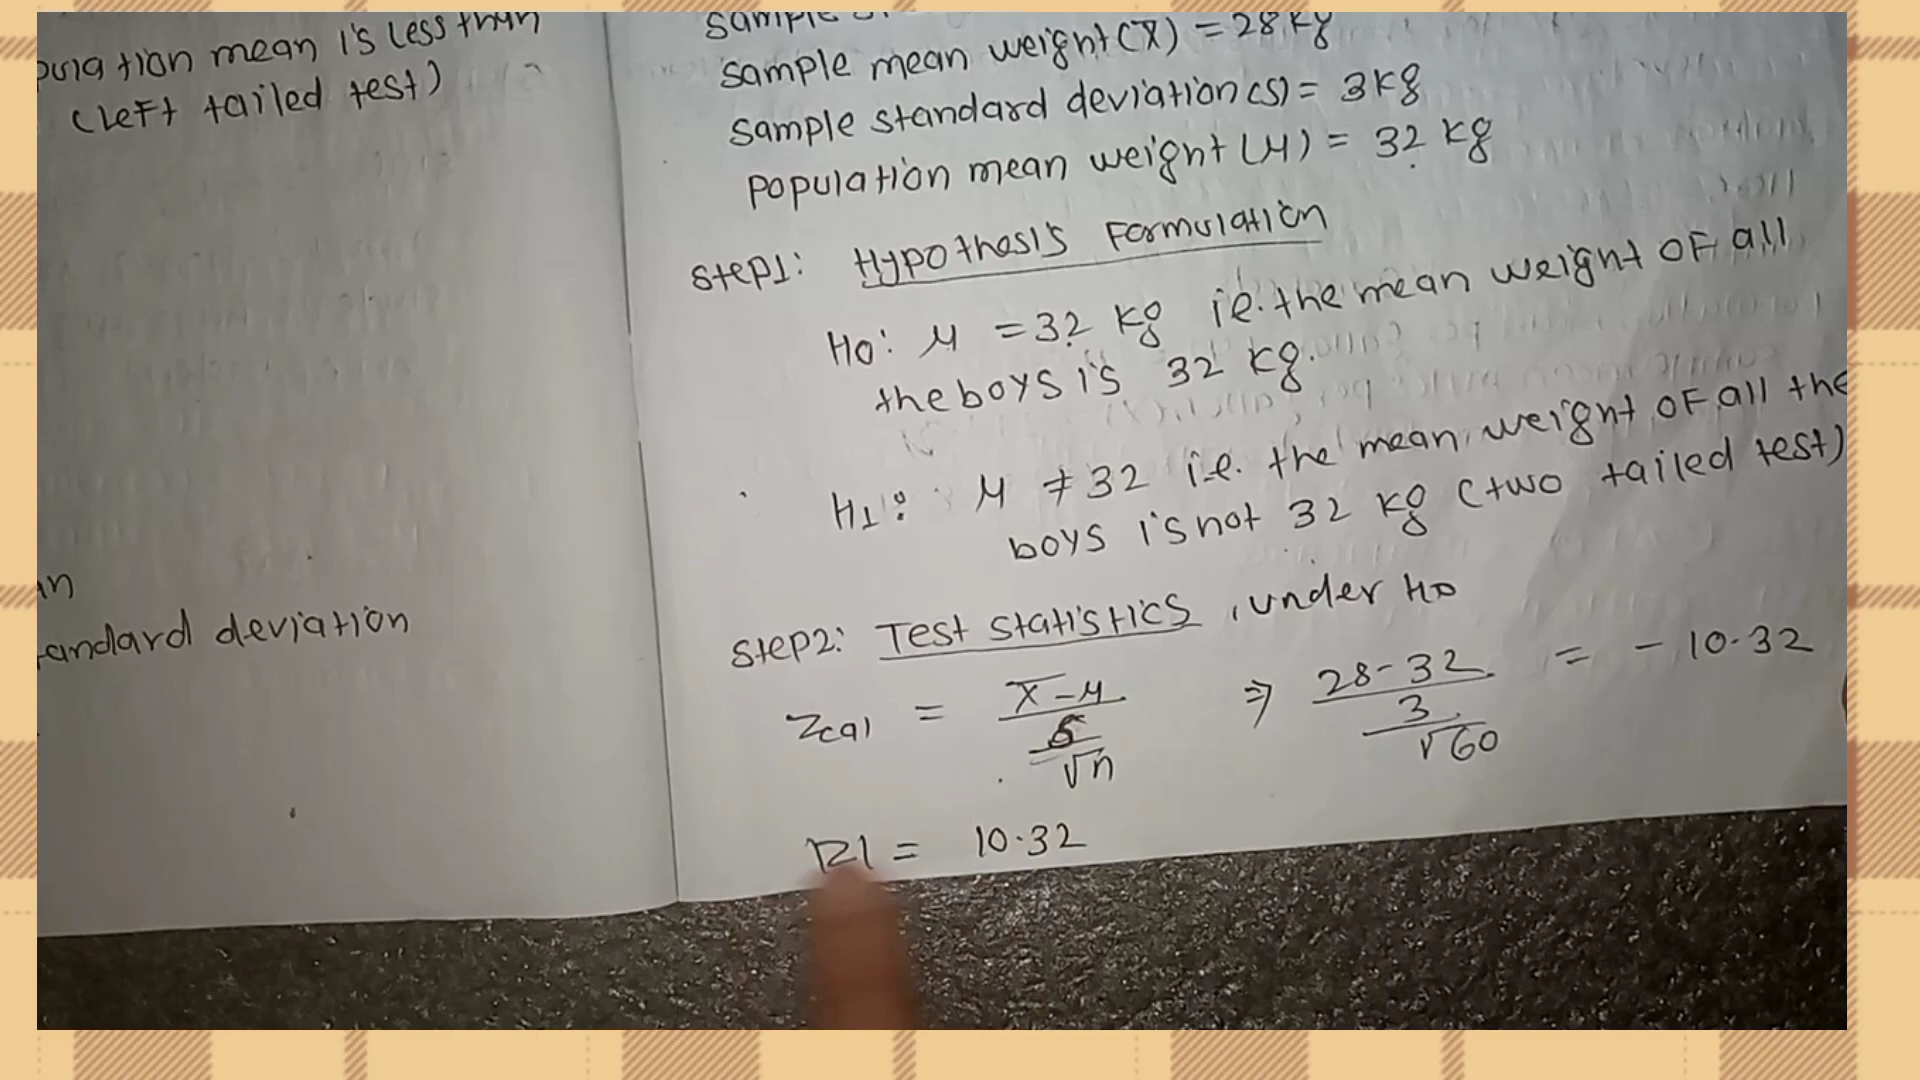 mean is less than
(left tailed test)
standard deviation
sample
sample mean weight (x̄) = 28 kg
sample standard deviation (s) = 3 kg
population mean weight (μ) = 32 kg
Step1: Hypothesis Formulation
H0: μ = 32 kg i.e. the mean weight of all
the boys is 32 kg.
H1: μ ≠ 32 i.e. the mean weight of all the
boys is not 32 kg (two tailed test)
Step2: Test statistics, under H0
Zcal = x̄ - μ / s / √n ⇒ 28 - 32 / 3 / √60 = - 10.32
|Z| = 10.32